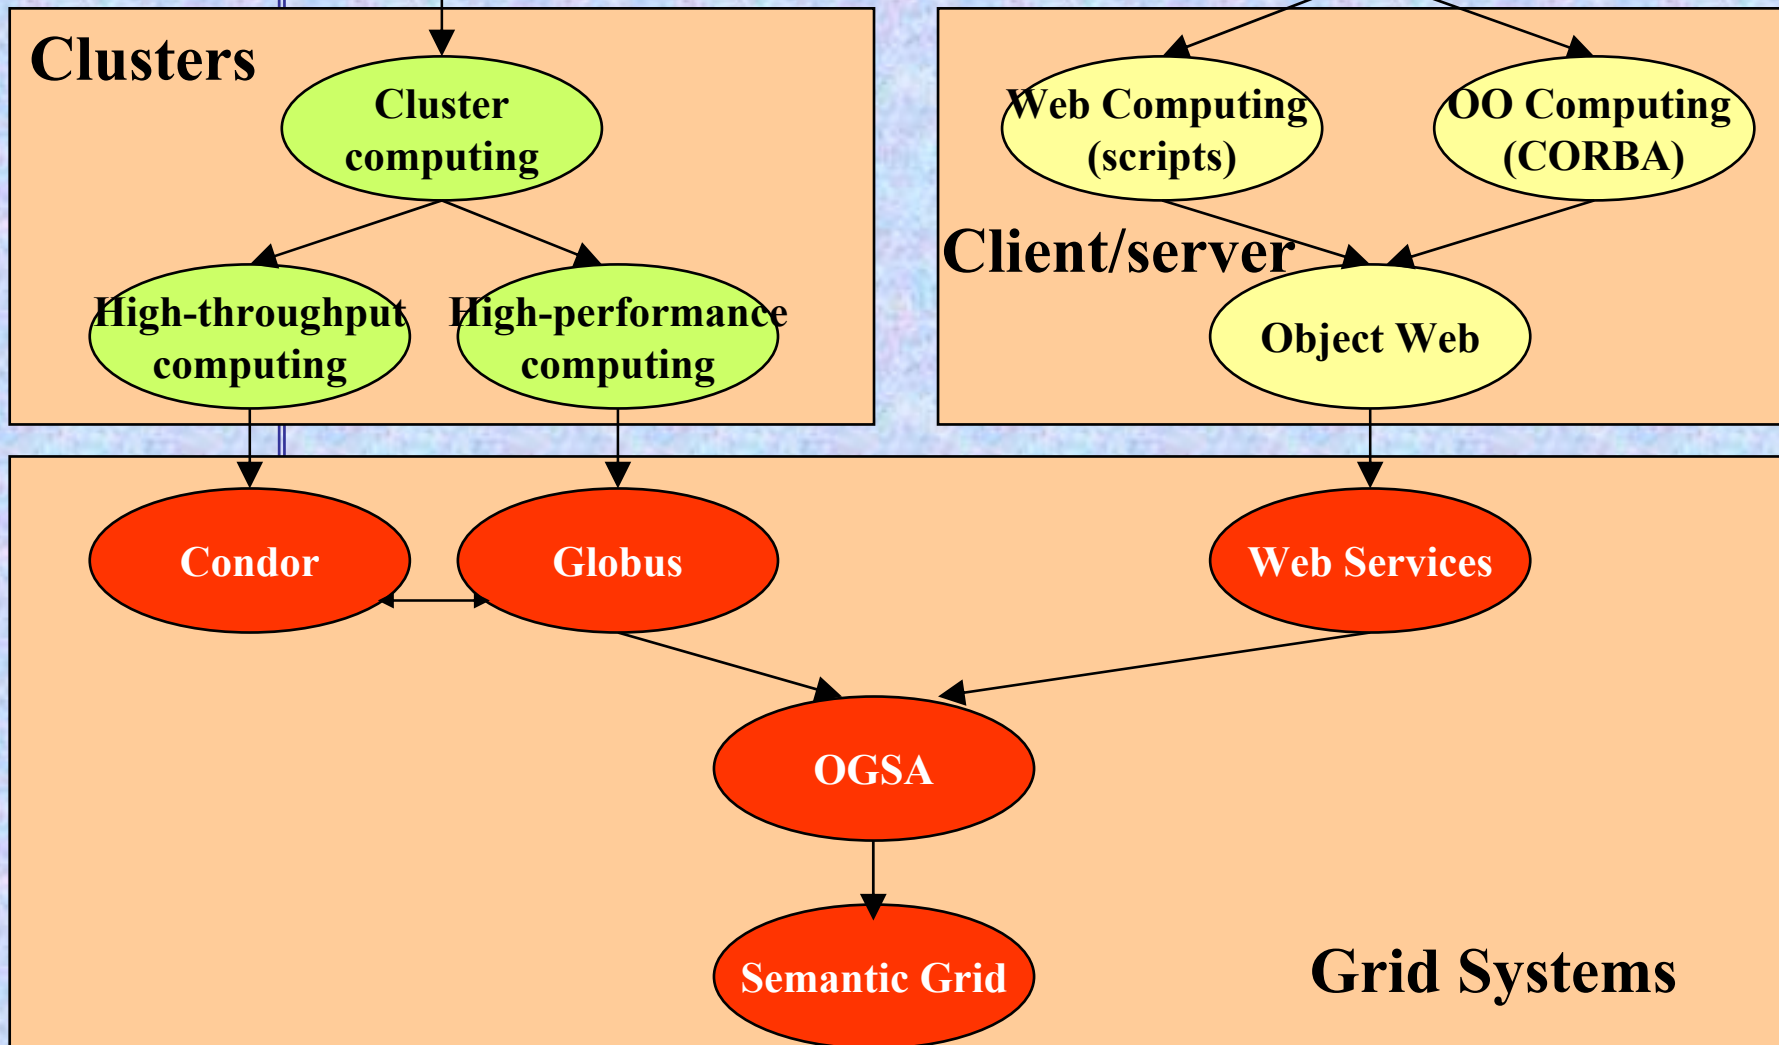 Clusters
Cluster
computing
High-throughput
computing
High-performance
computing
Web Computing
(scripts)
OO Computing
(CORBA)
Client/server
Object Web
Condor
Globus
Web Services
OGSA
Semantic Grid
Grid Systems